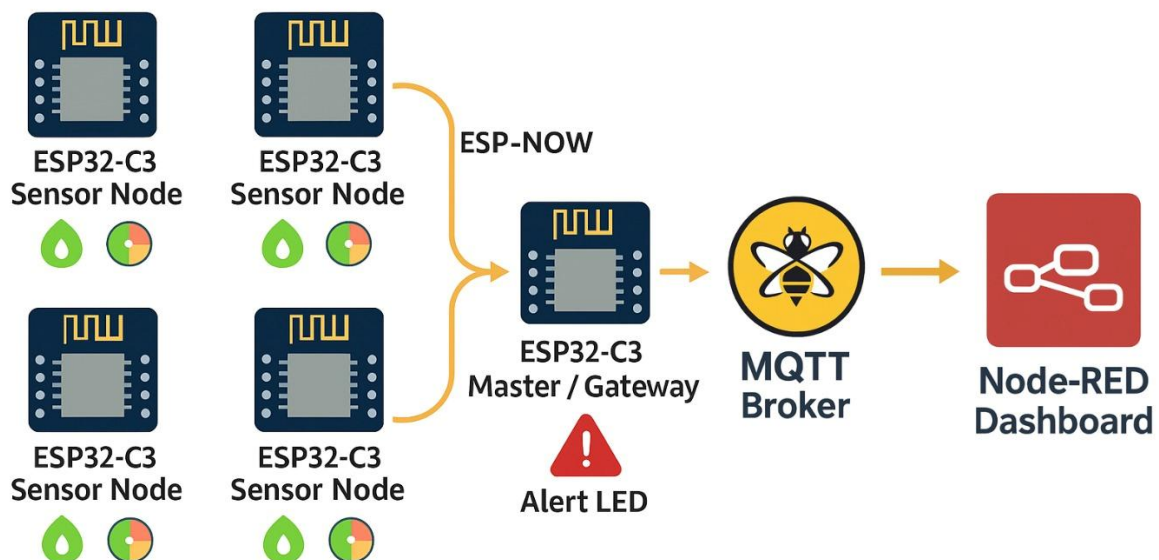 ESP32-C3
Sensor Node
ESP32-C3
Sensor Node
ESP-NOW
ESP32-C3
Master / Gateway
Alert LED
MQTT
Broker
Node-RED
Dashboard
ESP32-C3
Sensor Node
ESP32-C3
Sensor Node